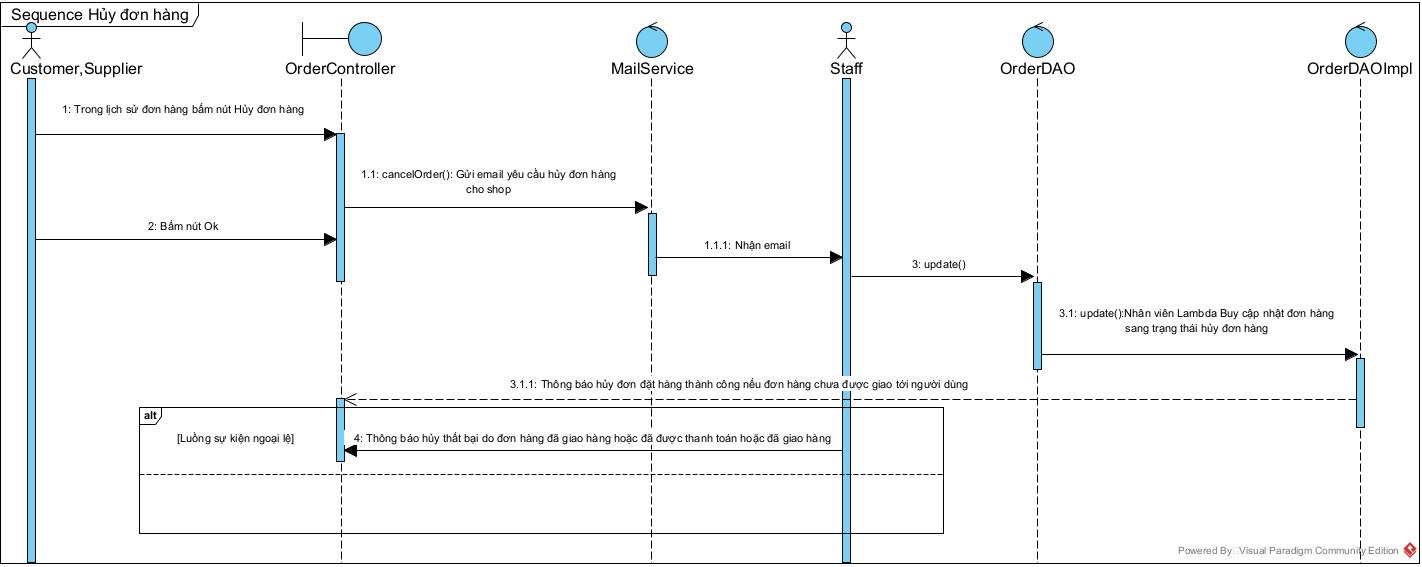 Sequence Hủy đơn hàng
Customer,Supplier
OrderController
MailService
Staff
OrderDAO
OrderDAOImpl
1: Trong lịch sử đơn hàng bấm nút Hủy đơn hàng
1.1: cancelOrder(): Gửi email yêu cầu hủy đơn hàng
cho shop
2: Bấm nút Ok
1.1.1: Nhận email
3: update()
3.1: update():Nhân viên Lambda Buy cập nhật đơn hàng
sang trạng thái hủy đơn hàng
3.1.1: Thông báo hủy đơn đặt hàng thành công nếu đơn hàng chưa được giao tới người dùng
alt
[Luồng sự kiện ngoại lệ]
4: Thông báo hủy thất bại do đơn hàng đã giao hàng hoặc đã được thanh toán hoặc đã giao hàng
Powered By Visual Paradigm Community Edition